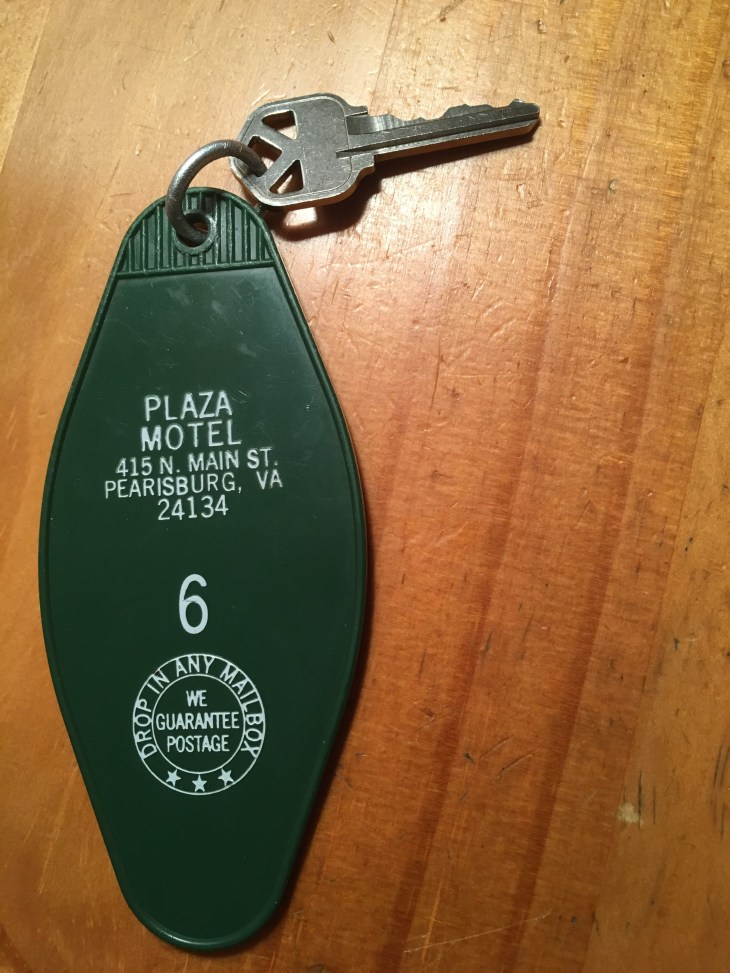 PLAZA
MOTEL
415 N. MAIN ST.
PEARISBURG, VA
24134
6
DROP IN ANY MAILBOX
WE
GUARANTEE
POSTAGE